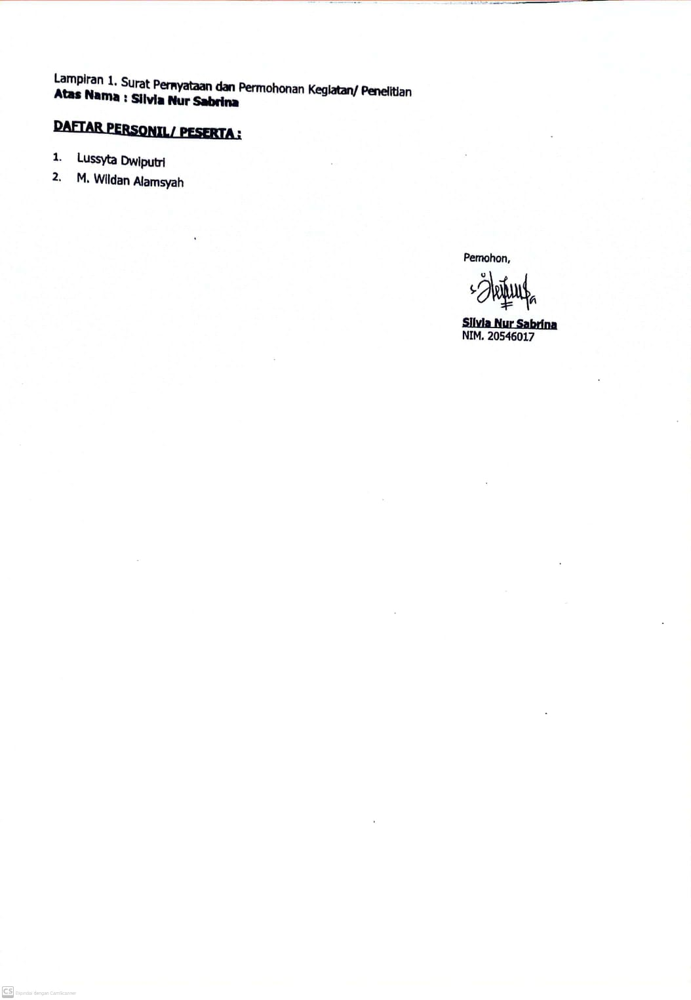 Lampiran 1. Surat Pernyataan dan Permohonan Kegiatan/ Penelitian
Atas Nama : Silvia Nur Sabrina
DAFTAR PERSONIL/ PESERTA :
1. Lussyta Dwiputri
2. M. Wildan Alamsyah
Pemohon,
Silvia Nur Sabrina
NIM. 20546017
CS Dipindai dengan CamScanner